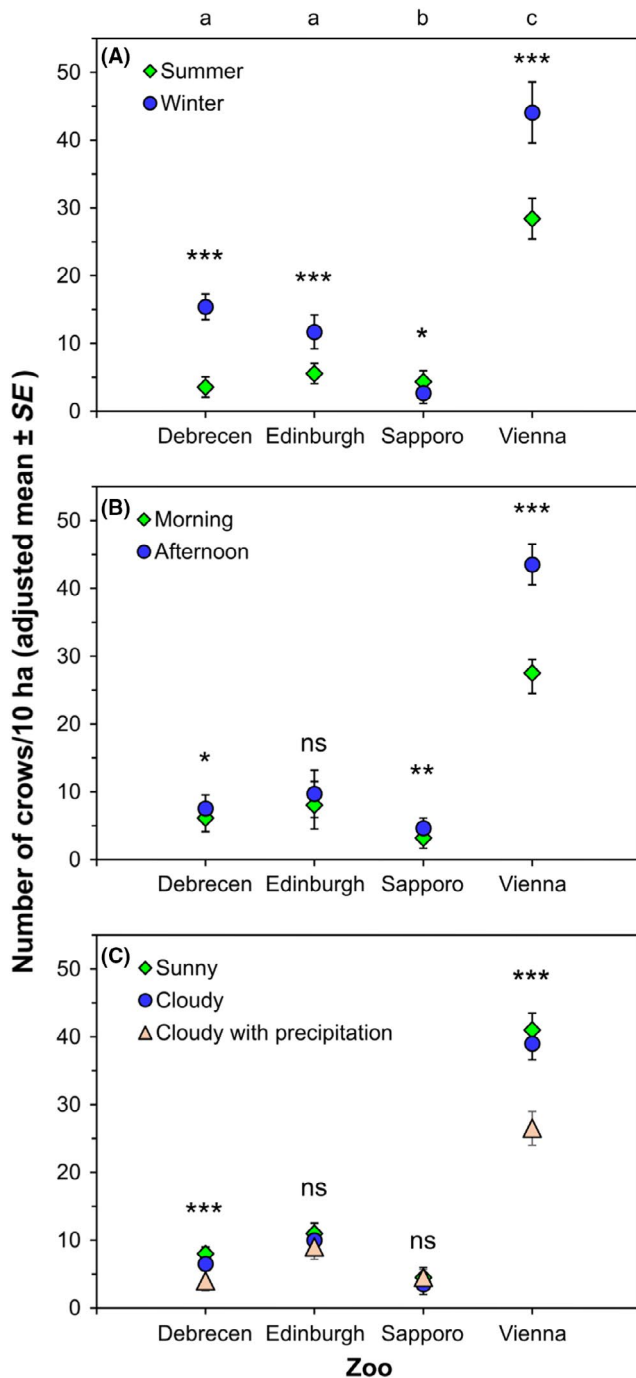 a a b c
(A)
Summer
Winter
50
40
30
20
10
0
***
***
*
***
Debrecen Edinburgh Sapporo Vienna
(B)
Morning
Afternoon
50
40
30
20
10
0
*
ns
**
***
Debrecen Edinburgh Sapporo Vienna
(C)
Sunny
Cloudy
Cloudy with precipitation
50
40
30
20
10
0
***
ns
ns
***
Debrecen Edinburgh Sapporo Vienna
Zoo
Number of crows/10 ha (adjusted mean ± SE)